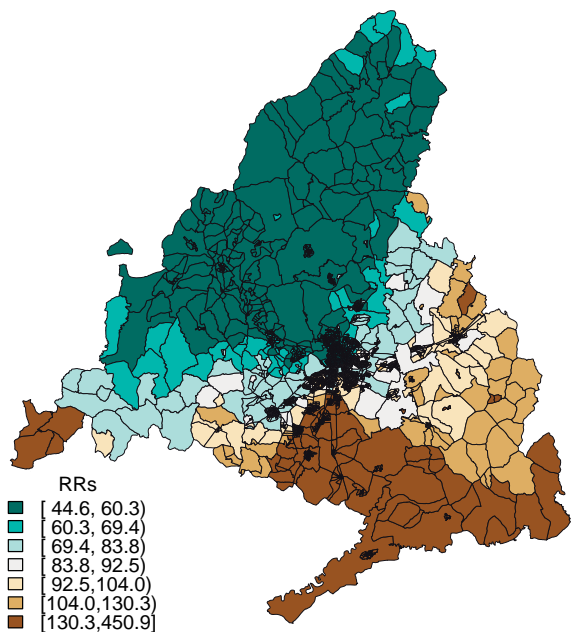 RRs
[ 44.6, 60.3)
[ 60.3, 69.4)
[ 69.4, 83.8)
[ 83.8, 92.5)
[ 92.5,104.0)
[104.0,130.3)
[130.3,450.9]